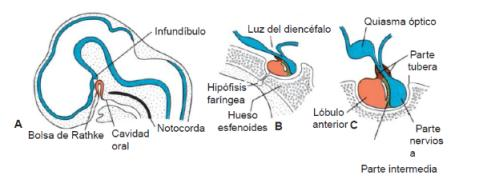 Infundíbulo
A
Bolsa de Rathke
Cavidad
oral
Notocorda
Luz del diencéfalo
Hipófisis
faríngea
Hueso
esfenoides
B
Quiasma óptico
Parte
tubera
Lóbulo
anterior
C
Parte
nervios
a
Parte intermedia